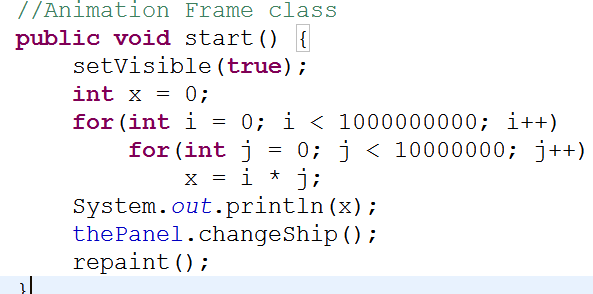 //Animation Frame class
public void start() {
setVisible(true);
int x = 0;
for(int i = 0; i < 1000000000; i++)
for(int j = 0; j < 10000000; j++)
x = i * j;
System.out.println(x);
thePanel.changeShip();
repaint();
}